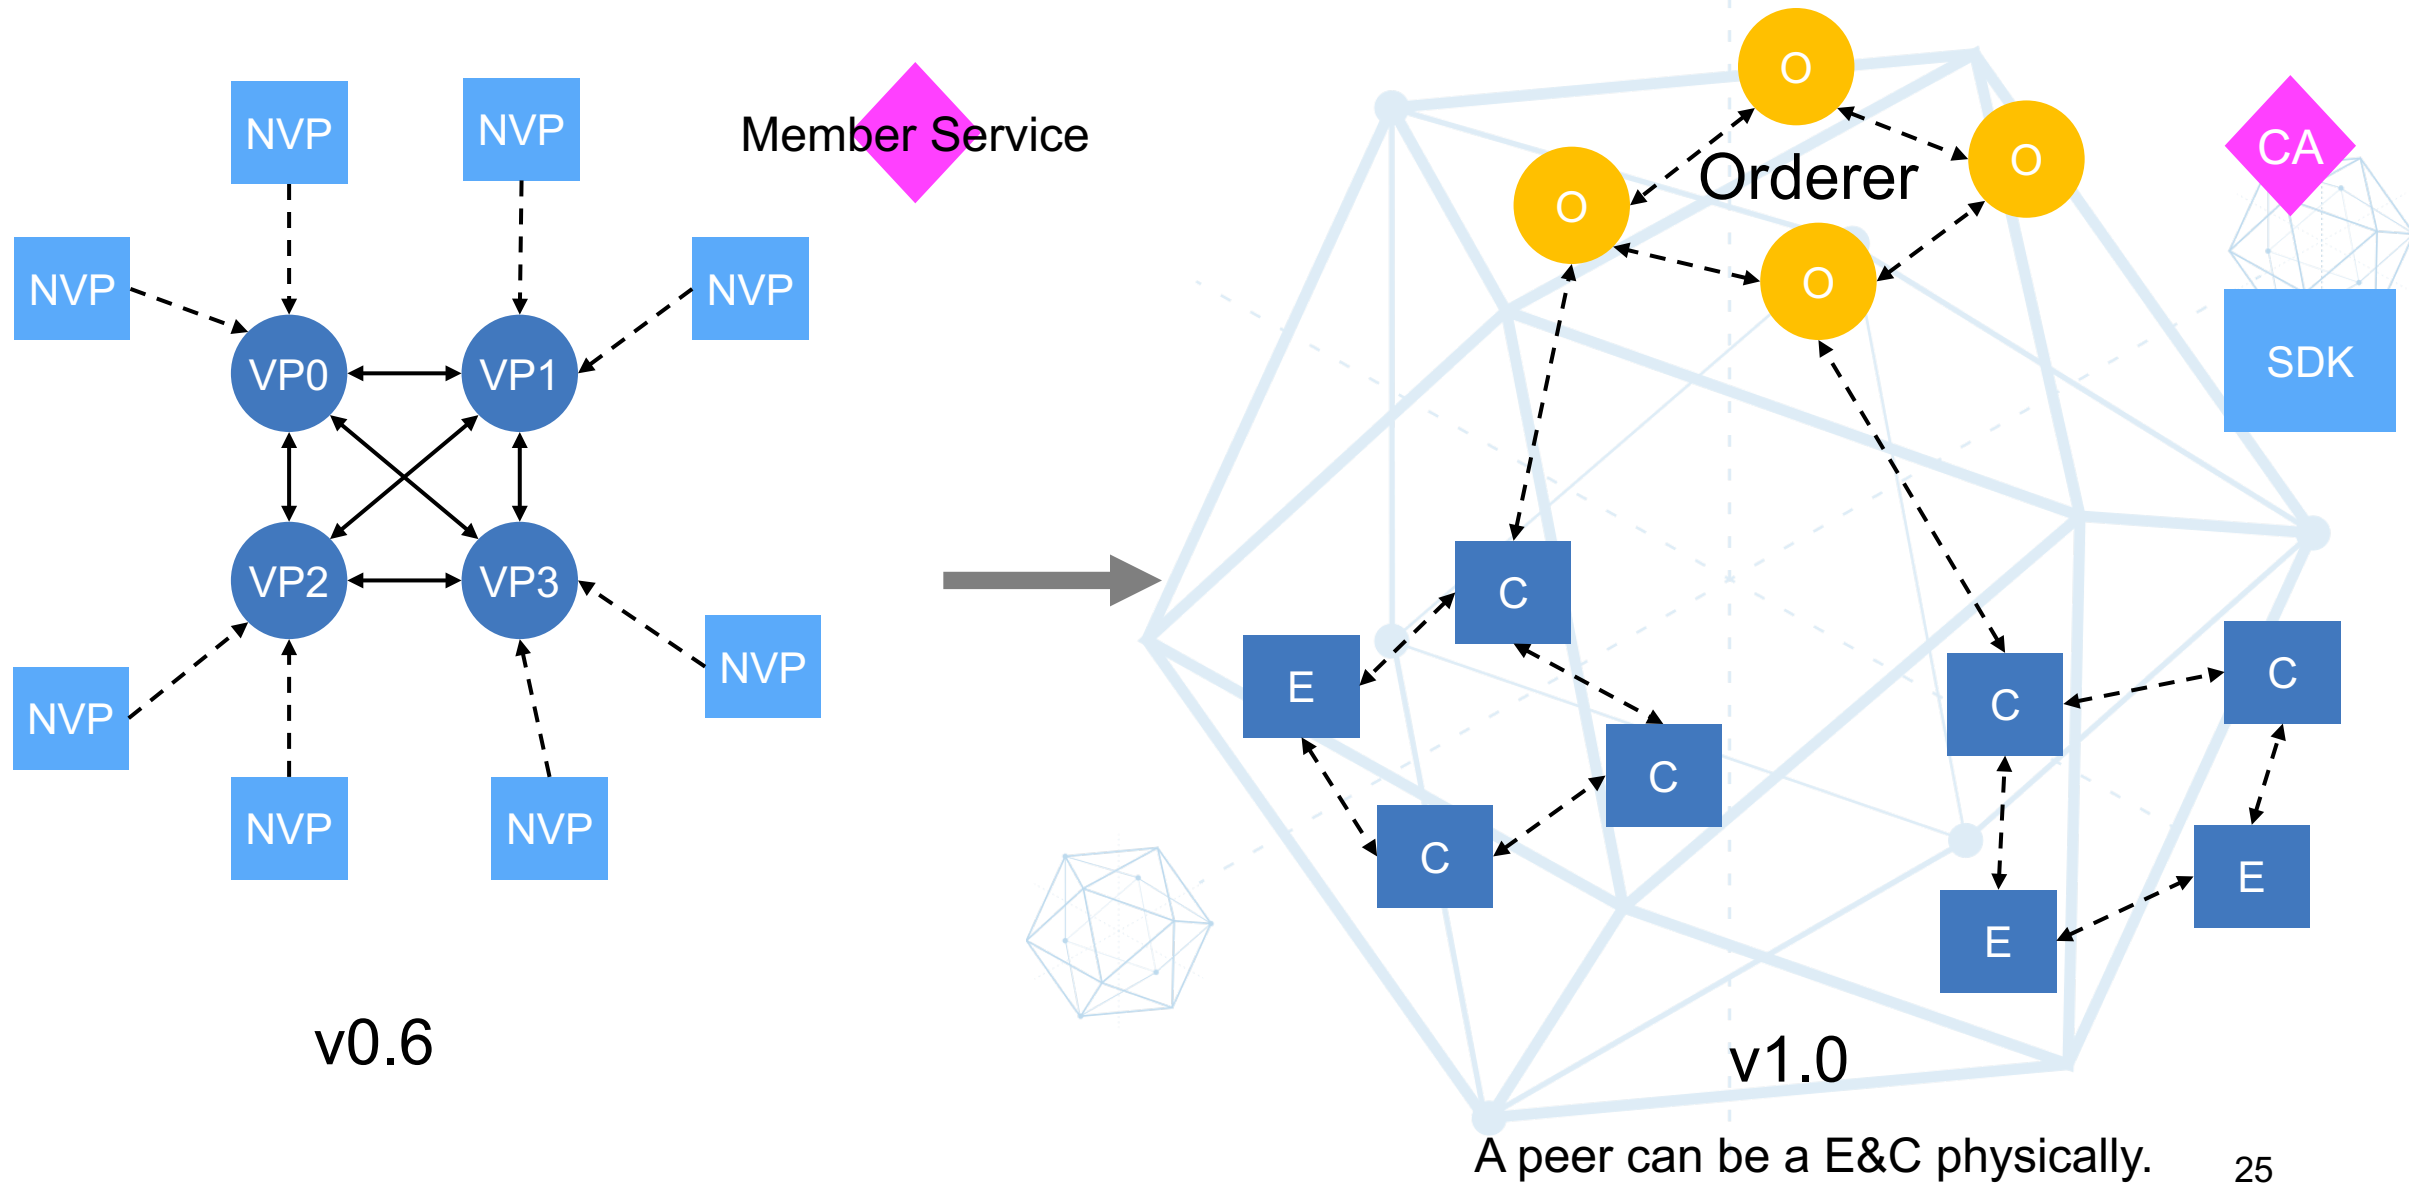 NVP
NVP
Member Service
NVP
NVP
VP0
VP1
VP2
VP3
NVP
NVP
NVP
NVP
v0.6
O
O
O
Orderer
O
CA
SDK
C
E
C
C
C
C
E
E
v1.0
A peer can be a E&C physically.
25